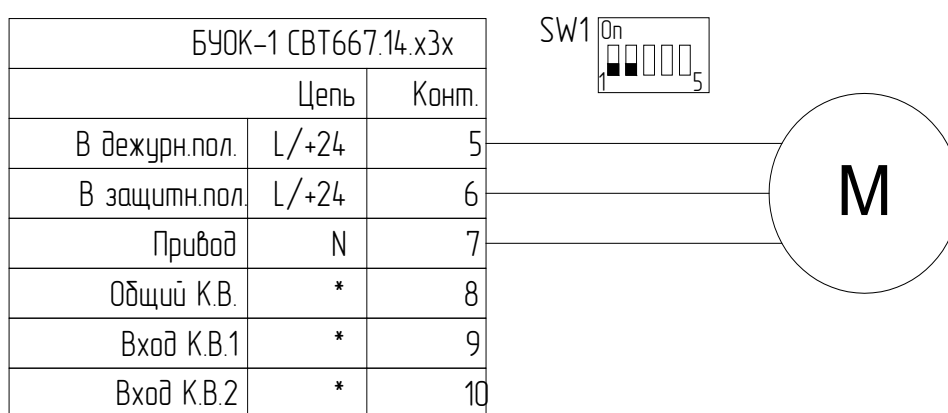 БУОК-1 СВТ667.14.х3х
Цепь Конт.
В дежурн.пол. L/+24 5
В защитн.пол. L/+24 6
Привод N 7
Общий К.В. * 8
Вход К.В.1 * 9
Вход К.В.2 * 10
SW1
On
1 5
M